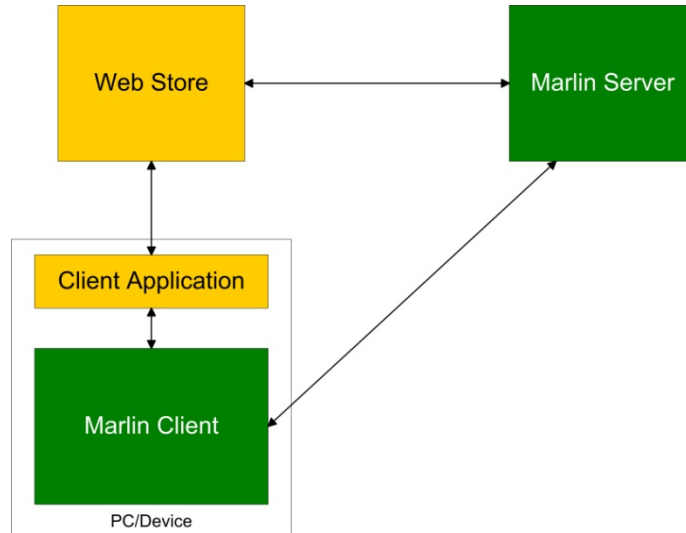 Web Store
Marlin Server
Client Application
Marlin Client
PC/Device